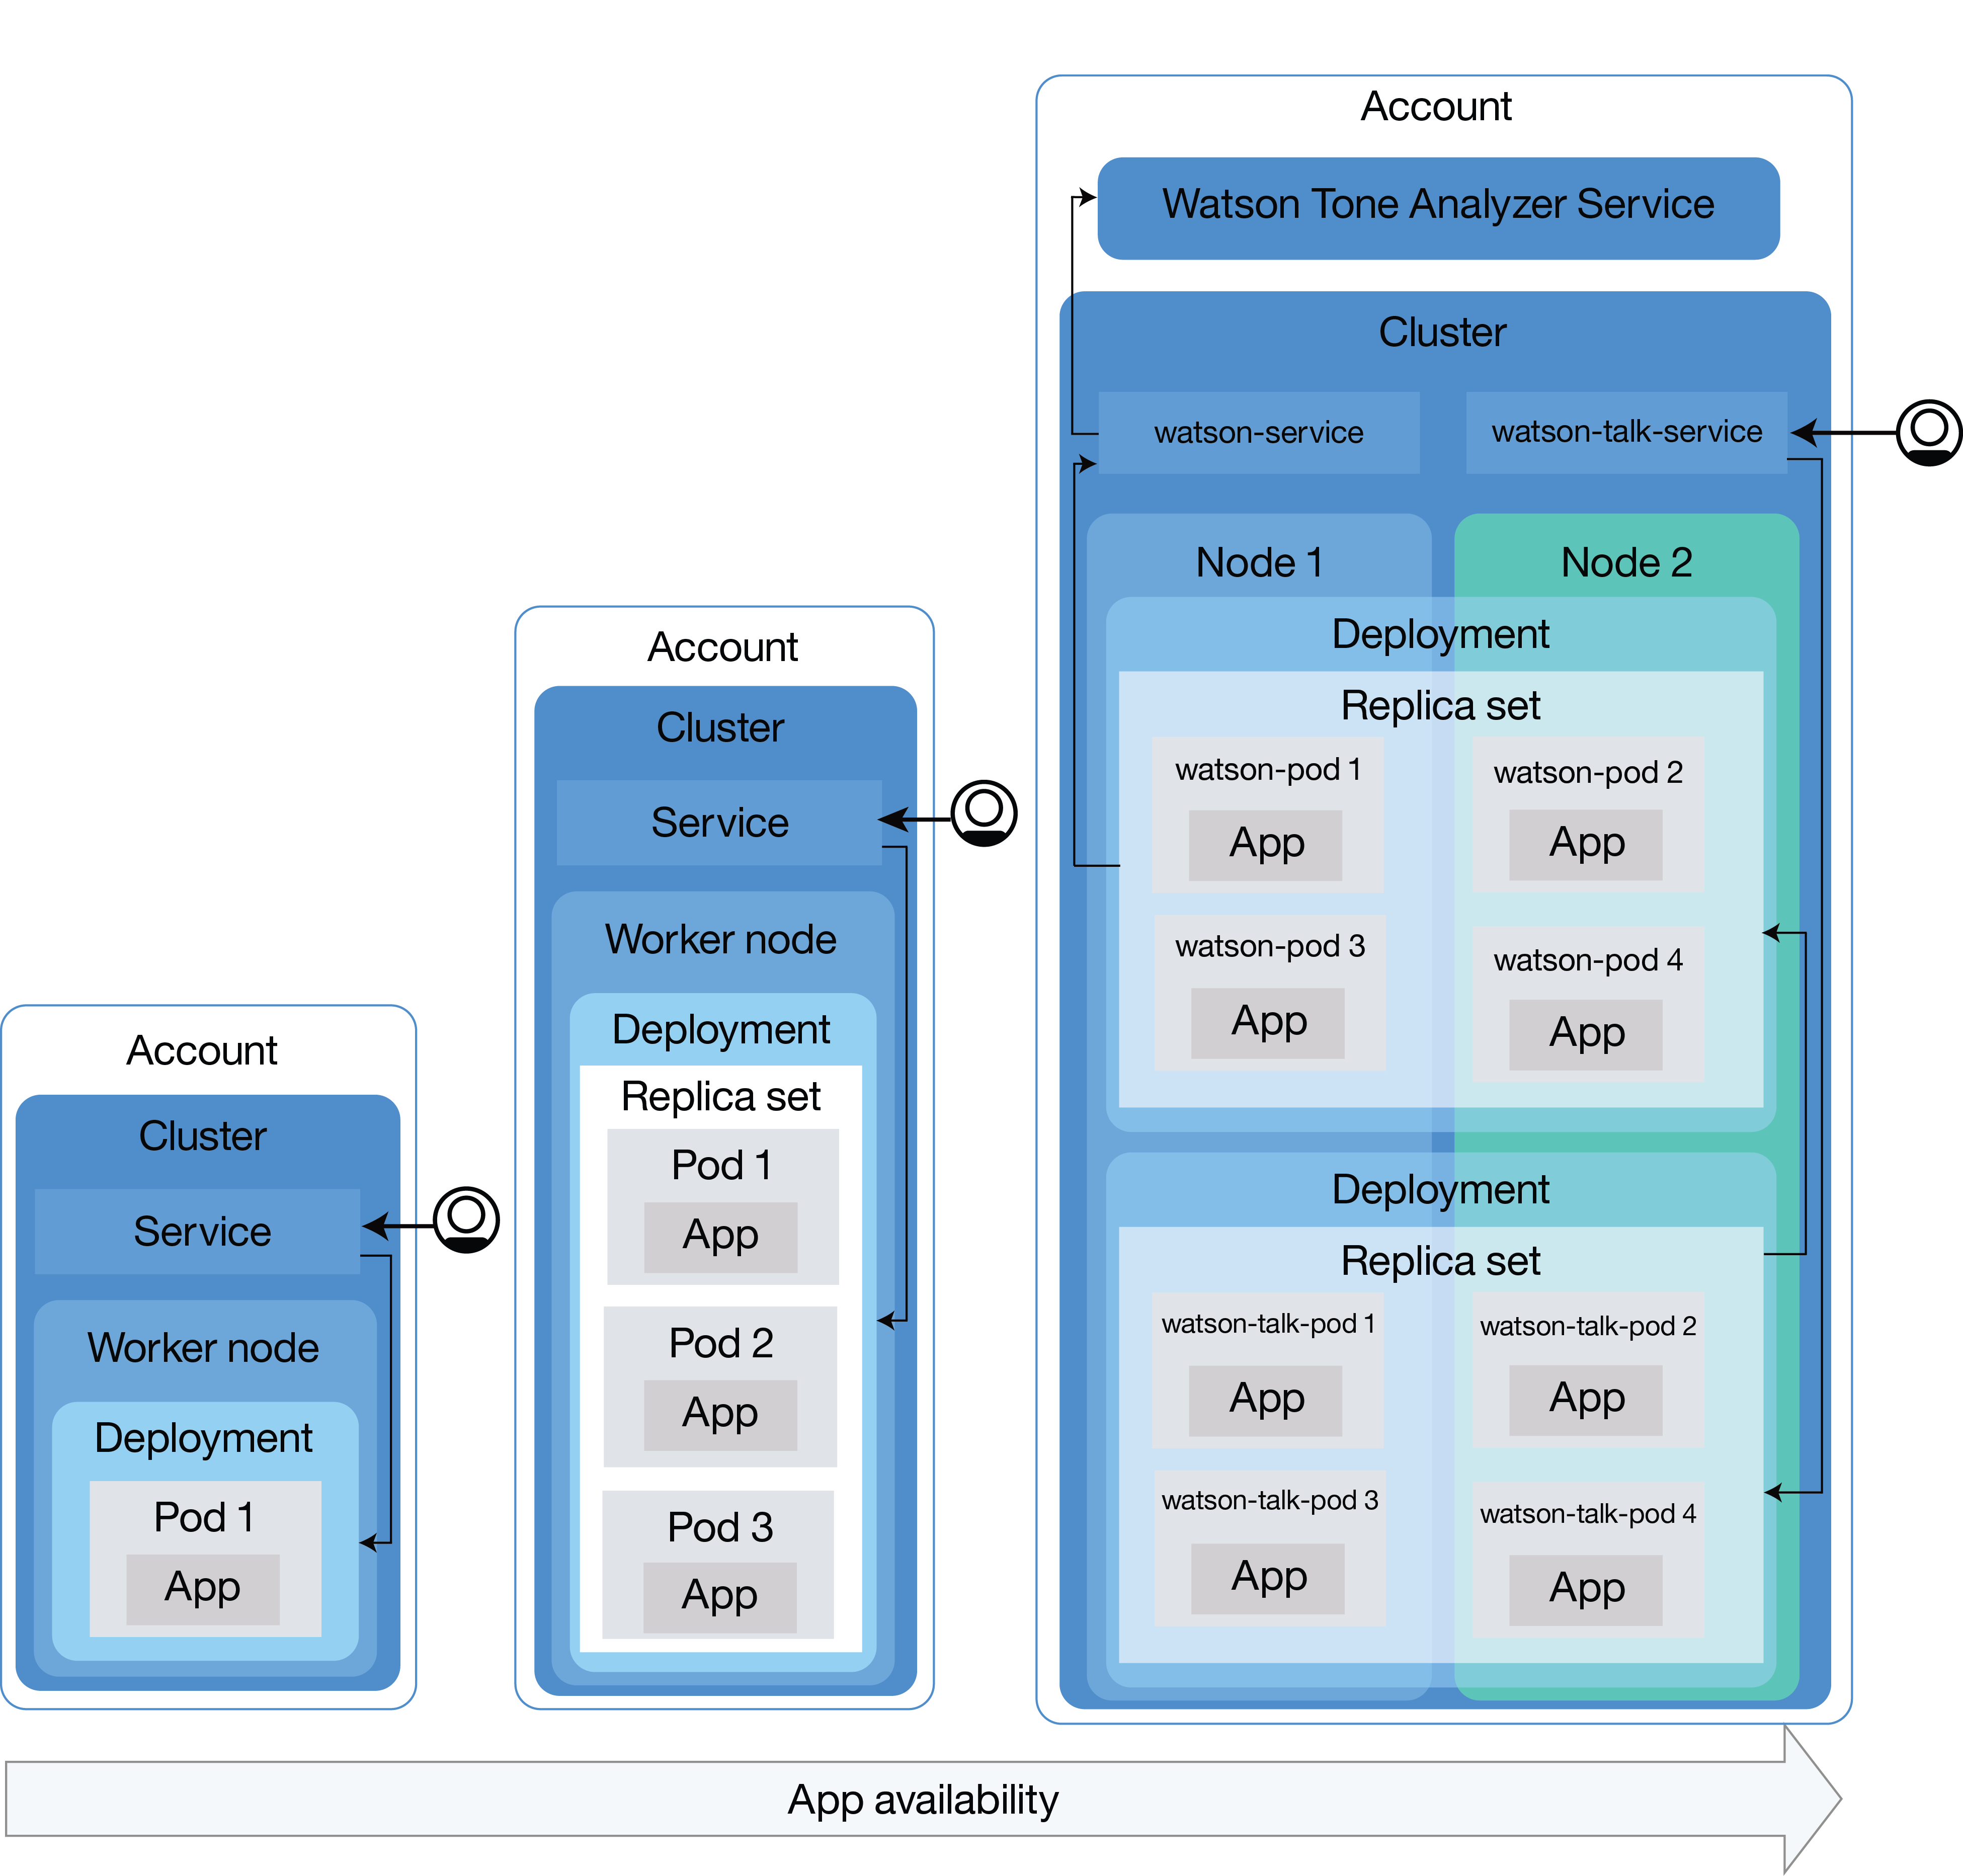 Account
Cluster
Service
Worker node
Deployment
Pod 1
App
Account
Cluster
Service
Worker node
Deployment
Replica set
Pod 1
App
Pod 2
App
Pod 3
App
Account
Watson Tone Analyzer Service
Cluster
watson-service
watson-talk-service
Node 1
Node 2
Deployment
Replica set
watson-pod 1
App
watson-pod 2
App
watson-pod 3
App
watson-pod 4
App
Deployment
Replica set
watson-talk-pod 1
App
watson-talk-pod 2
App
watson-talk-pod 3
App
watson-talk-pod 4
App
App availability